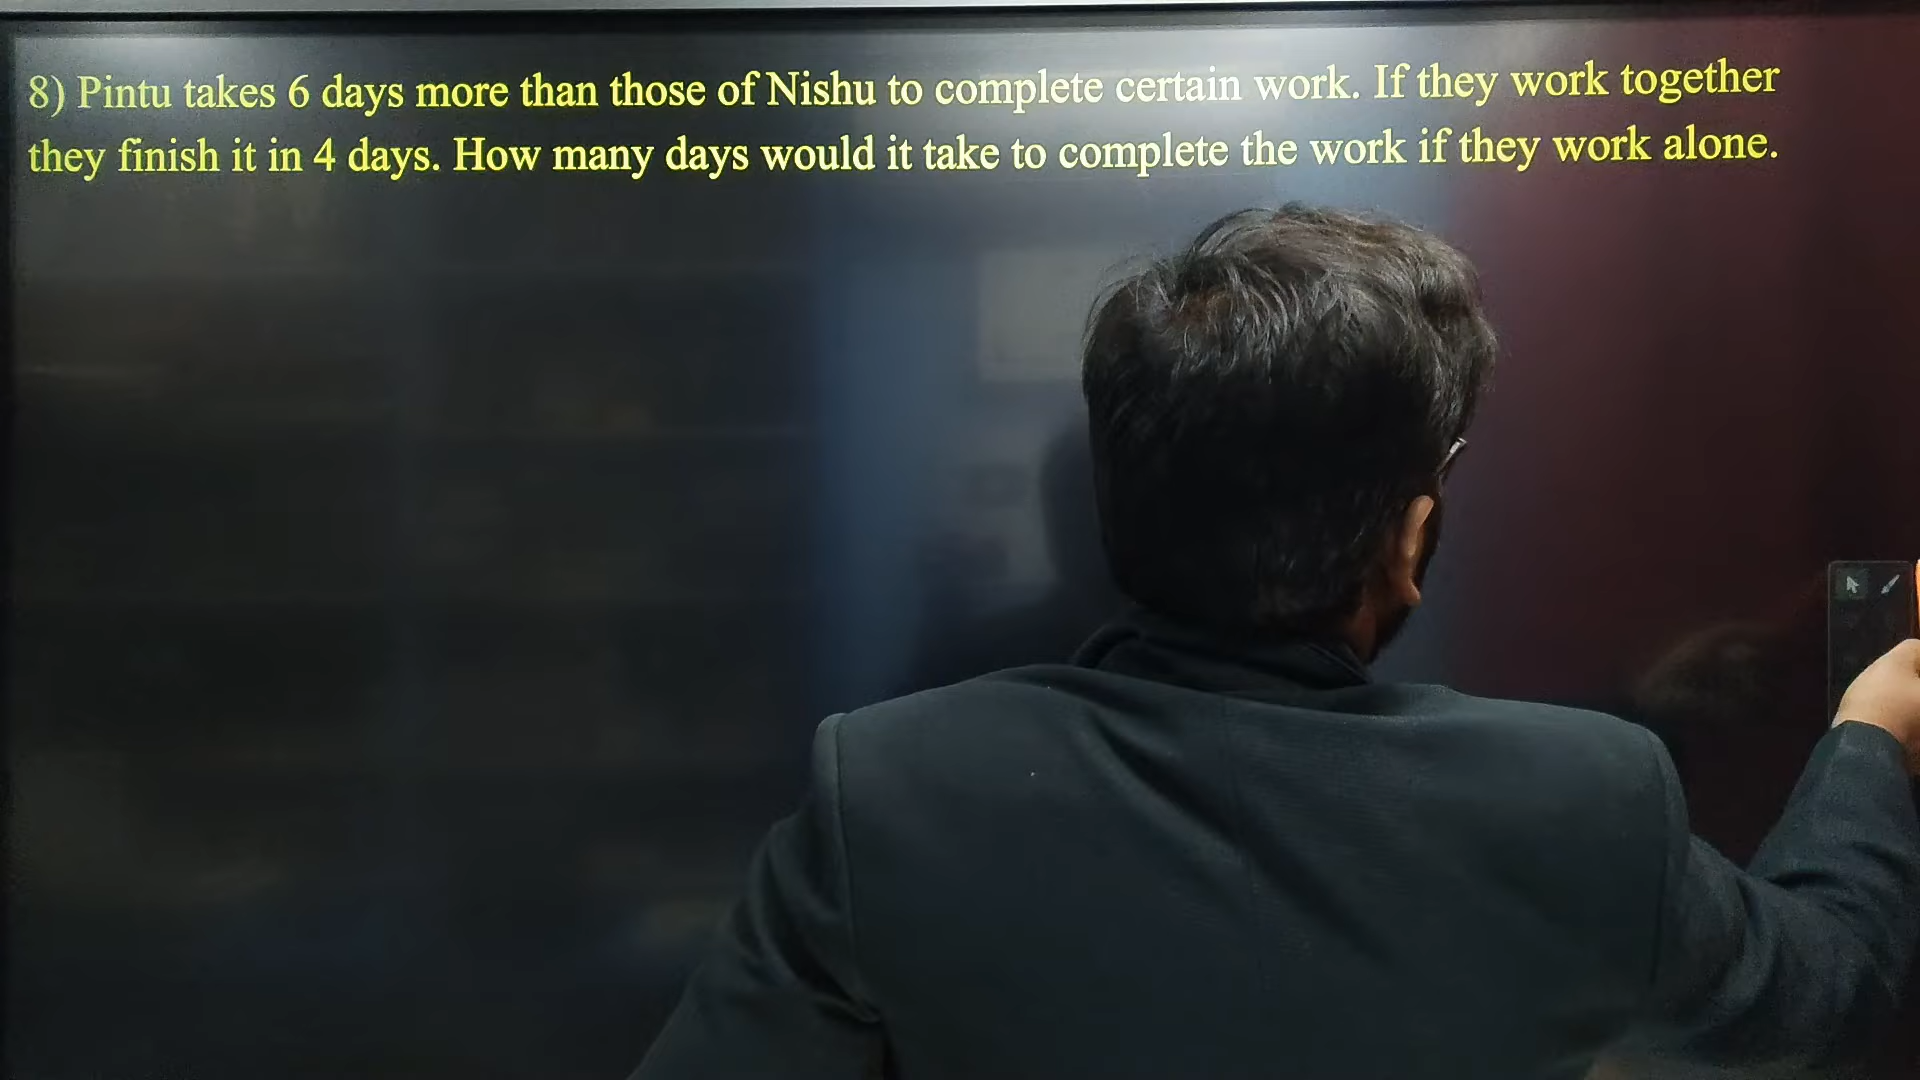 8) Pintu takes 6 days more than those of Nishu to complete certain work. If they work together
they finish it in 4 days. How many days would it take to complete the work if they work alone.